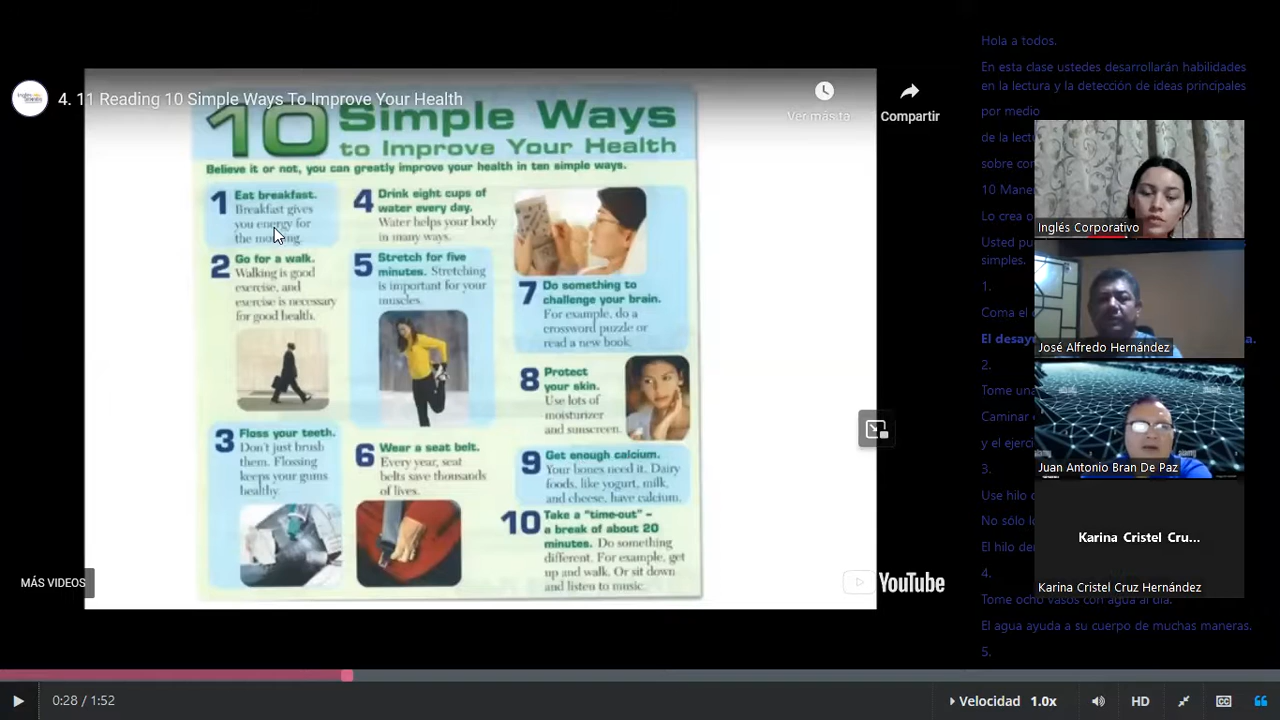 4. 11 Reading 10 Simple Ways To Improve Your Health
Ver más ta
Compartir
10 Simple Ways
to Improve Your Health
Believe it or not, you can greatly improve your health in ten simple ways.
1 Eat breakfast.
Breakfast gives
you energy for
the
2 Go for a walk.
Walking is good
exercise, and
exercise is necessary
for good health.
3 Floss your teeth.
Don't just brush
them. Flossing
keeps your gums
healthy.
4 Drink eight cups of
water every day.
Water helps your body
in many ways.
5 Stretch for five
minutes. Stretching
is important for your
muscles.
6 Wear a seat belt.
Every year, seat
belts save thousands
of lives.
7 Do something to
challenge your brain.
For example, do a
crossword puzzle or
read a new book.
8 Protect
your skin.
Use lots of
moisturizer
and sunscreen.
9 Get enough calcium.
Your bones need it. Dairy
foods, like yogurt, milk,
and cheese, have calcium.
10 Take a "time-out" –
a break of about 20
minutes. Do something
different. For example, get
up and walk. Or sit down
and listen to music.
MÁS VIDEOS
YouTube
Hola a todos.
En esta clase ustedes desarrollarán habilidades
en la lectura y la detección de ideas principales
por medio
de la lectu
sobre co
10 Mane
Lo crea o
Usted pu
simples.
1.
Coma el
El desay
2.
Tome una
Caminar
y el ejerci
3.
Use hilo
No sólo l
El hilo de
4.
Tome ocho vasos con agua al día.
El agua ayuda a su cuerpo de muchas maneras.
5.
Inglés Corporativo
José Alfredo Hernández
Juan Antonio Bran De Paz
Karina Cristel Cru...
Karina Cristel Cruz Hernández
0:28 / 1:52
Velocidad 1.0x
HD
CC